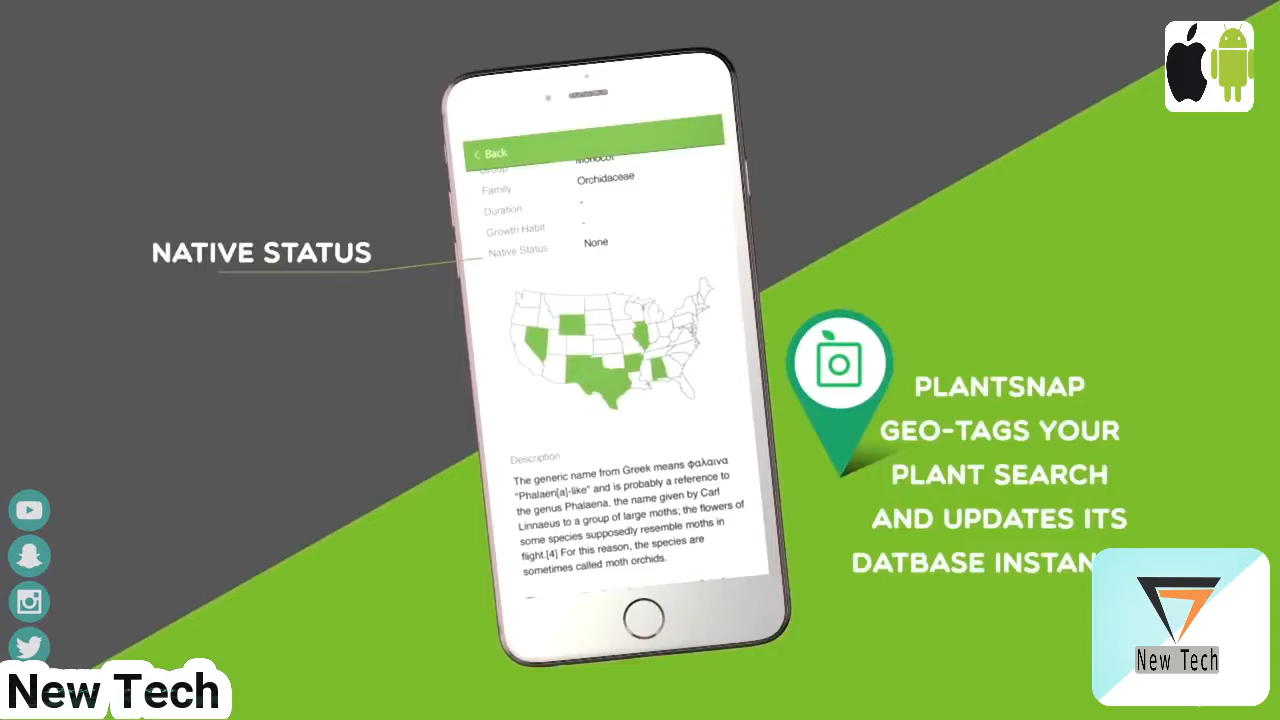 Back
Group Monocot
Family Orchidaceae
Duration -
Growth Habit -
Native Status None
NATIVE STATUS
Description
The generic name from Greek means φαλαινα
"Phalaen[a]-like" and is probably a reference to
the genus Phalaena, the name given by Carl
Linnaeus to a group of large moths; the flowers of
some species supposedly resemble moths in
flight.[4] For this reason, the species are
sometimes called moth orchids.
PLANTSNAP
GEO-TAGS YOUR
PLANT SEARCH
AND UPDATES ITS
DATBASE
New Tech
New Tech